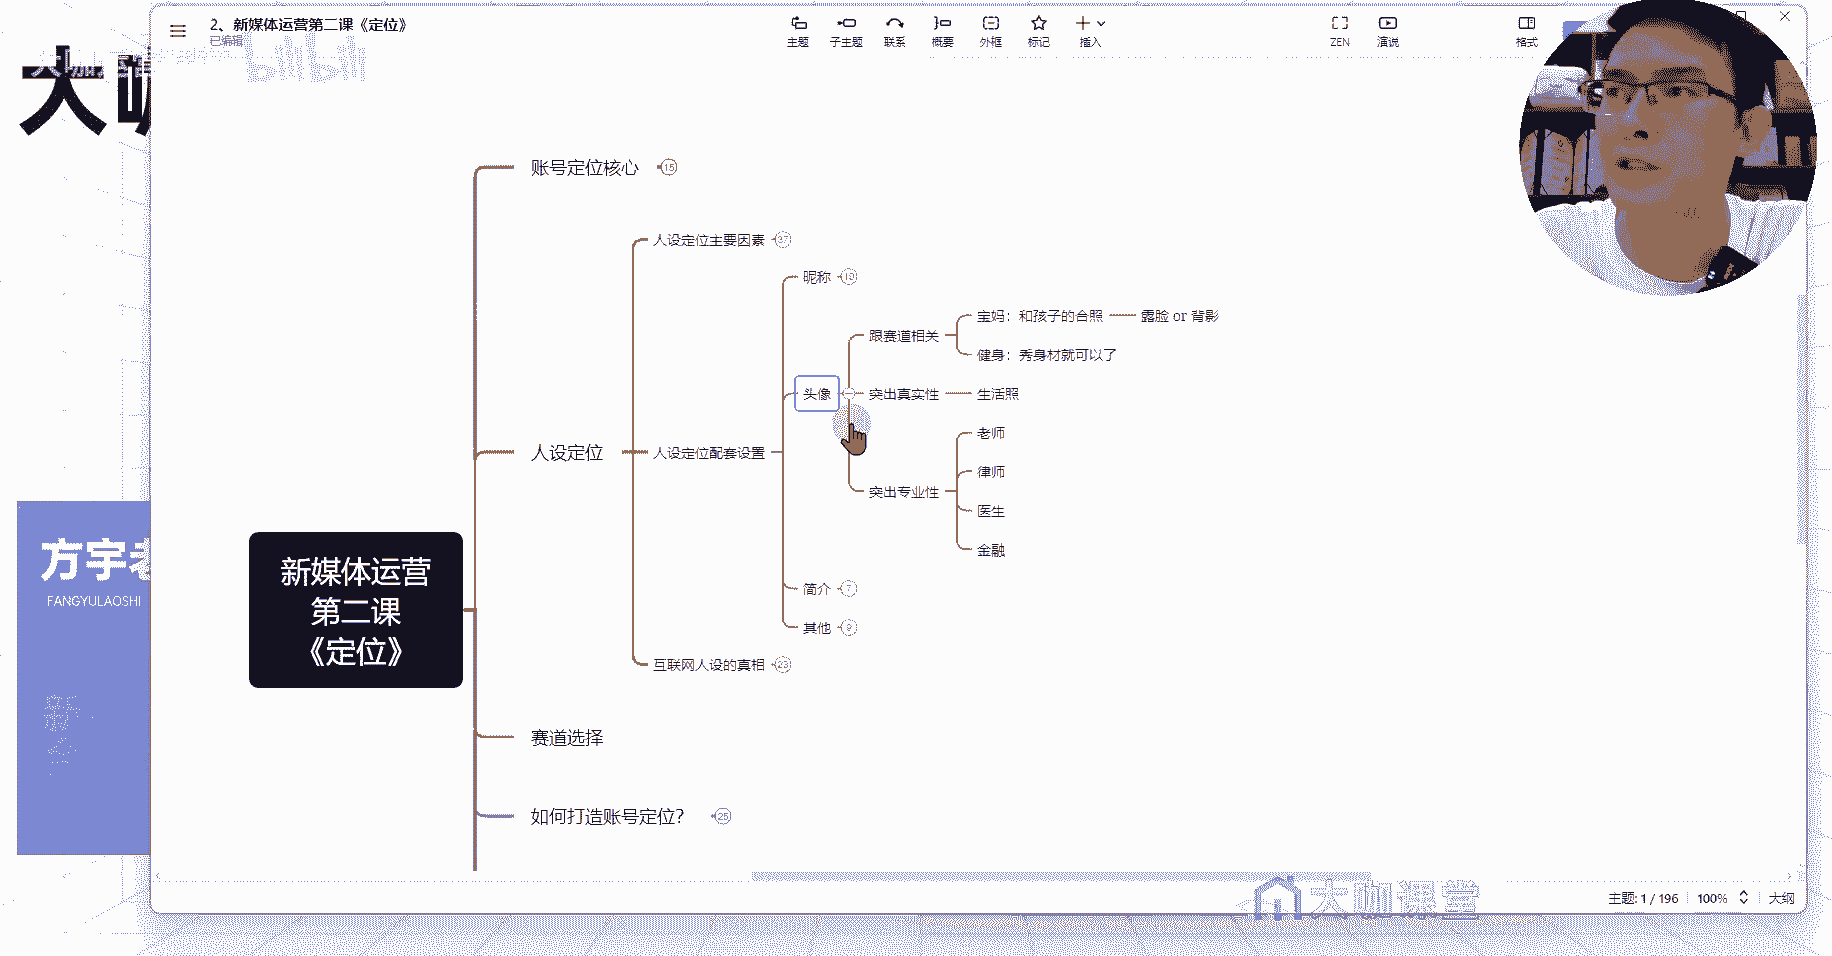 2、新媒体运营第二课《定位》
已编辑
主题
子主题
联系
概要
外框
标记
插入
ZEN
演说
格式
大
bilibili
账号定位核心 15
人设定位主要因素 37
昵称 19
宝妈：和孩子的合照
露脸 or 背影
跟赛道相关
健身：秀身材就可以了
头像
突出真实性
生活照
老师
人设定位
人设定位配套设置
律师
突出专业性
医生
金融
方宇老
FANGYULAOSHI
新媒体运营
第二课
《定位》
简介 7
其他 9
互联网人设的真相 23
赛道选择
如何打造账号定位？ 25
大咖课堂
主题: 1 / 196
100%
大纲